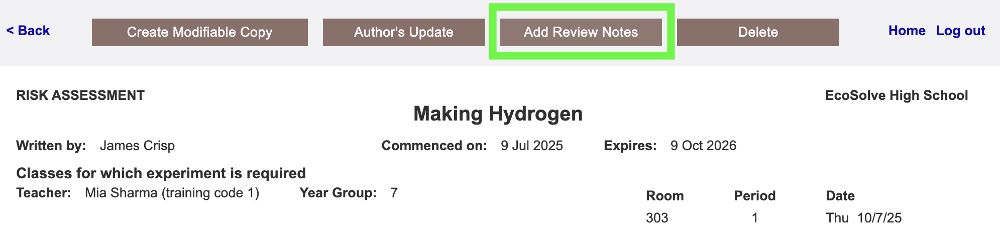 < Back Create Modifiable Copy Author's Update Add Review Notes Delete Home Log out
RISK ASSESSMENT EcoSolve High School
Making Hydrogen
Written by: James Crisp Commenced on: 9 Jul 2025 Expires: 9 Oct 2026
Classes for which experiment is required
Teacher: Mia Sharma (training code 1) Year Group: 7
Room Period Date
303 1 Thu 10/7/25